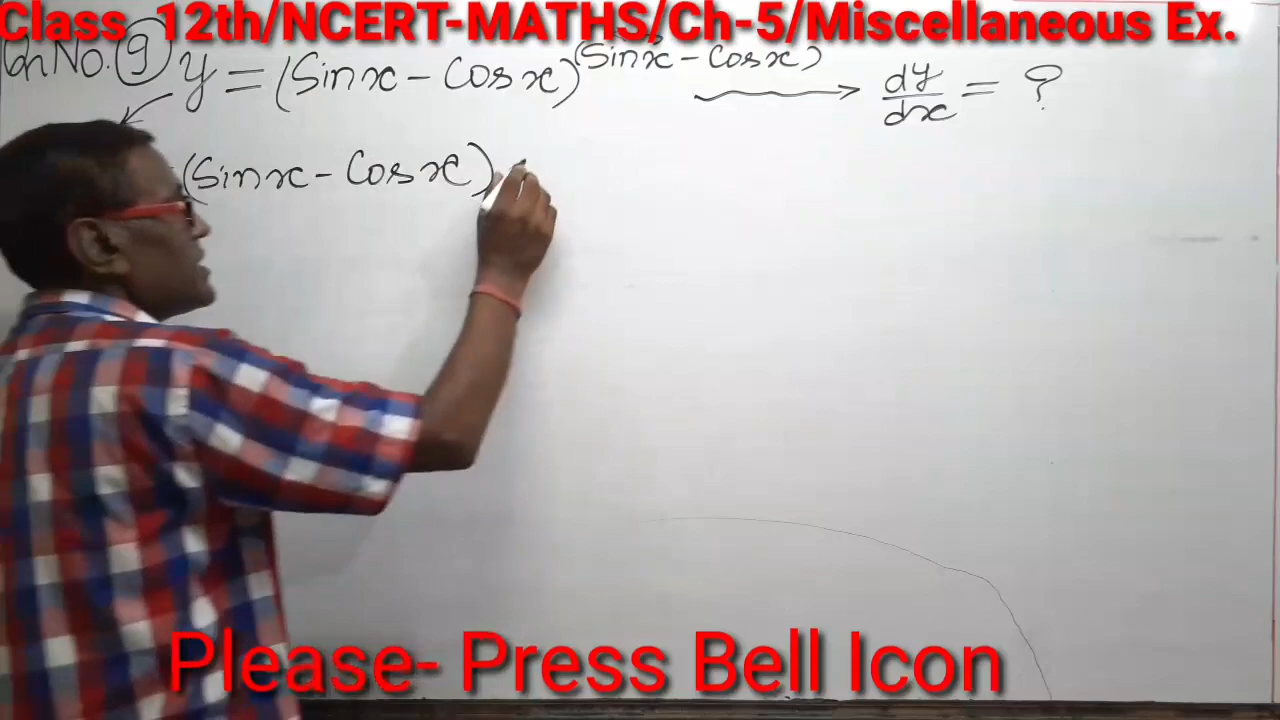 Class 12th/NCERT-MATHS/Ch-5/Miscellaneous Ex.
No. 9 y = (Sinx - Cosx)^(Sinx - Cosx) → dy/dx = ?
(Sinx - Cosx)
Please- Press Bell Icon